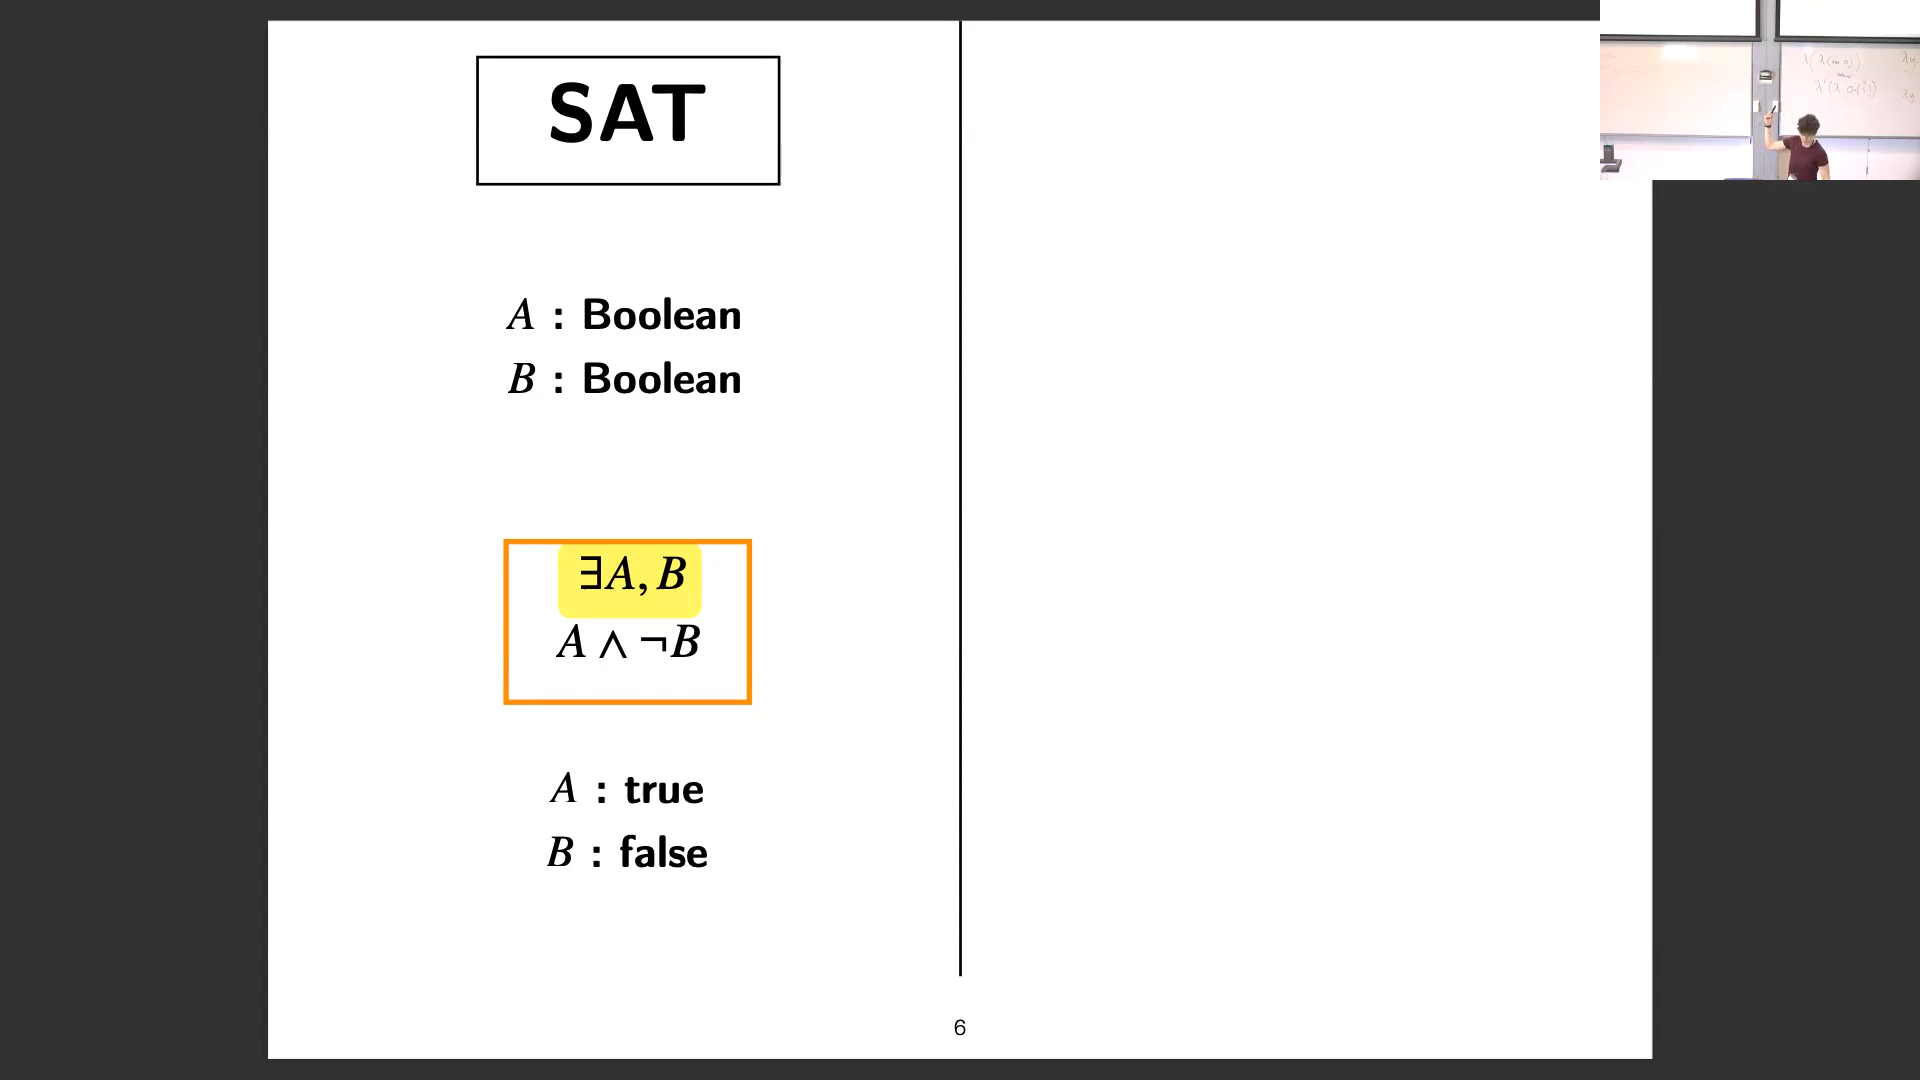 SAT
A : Boolean
B : Boolean
∃A, B
A ∧ ¬B
A : true
B : false
6